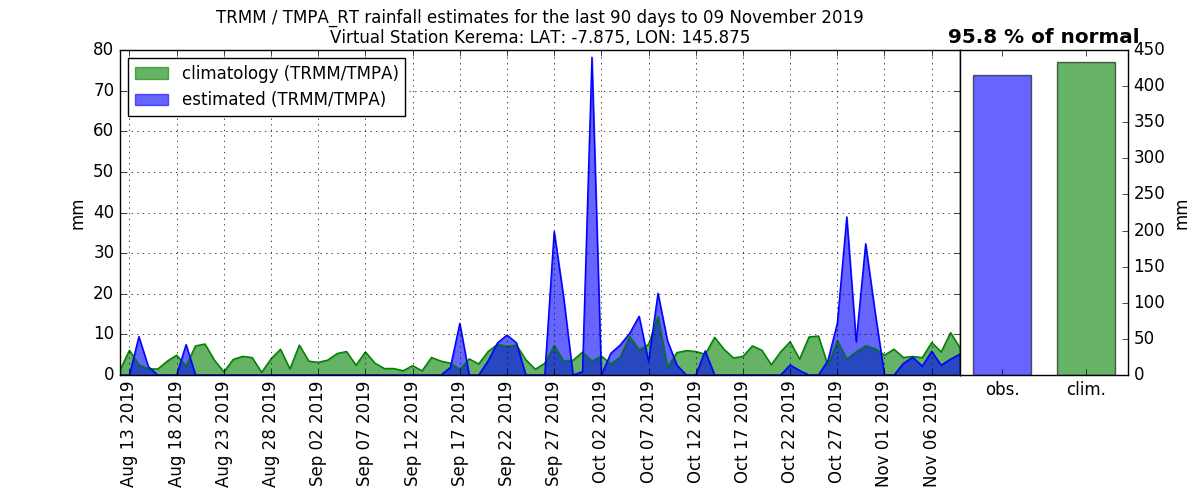 TRMM / TMPA_RT rainfall estimates for the last 90 days to 09 November 2019
Virtual Station Kerema: LAT: -7.875, LON: 145.875
95.8 % of normal
climatology (TRMM/TMPA)
estimated (TRMM/TMPA)
mm
80
70
60
50
40
30
20
10
0
Aug 13 2019
Aug 18 2019
Aug 23 2019
Aug 28 2019
Sep 02 2019
Sep 07 2019
Sep 12 2019
Sep 17 2019
Sep 22 2019
Sep 27 2019
Oct 02 2019
Oct 07 2019
Oct 12 2019
Oct 17 2019
Oct 22 2019
Oct 27 2019
Nov 01 2019
Nov 06 2019
obs.
clim.
450
400
350
300
250
200
150
100
50
0
mm